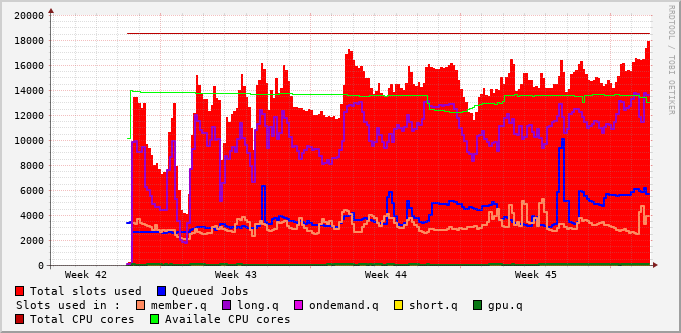 20000
18000
16000
14000
12000
10000
8000
6000
4000
2000
0
Week 42 Week 43 Week 44 Week 45
Total slots used Queued Jobs
Slots used in : member.q long.q ondemand.q short.q gpu.q
Total CPU cores Availale CPU cores
RRDTOOL / TOBI OETIKER